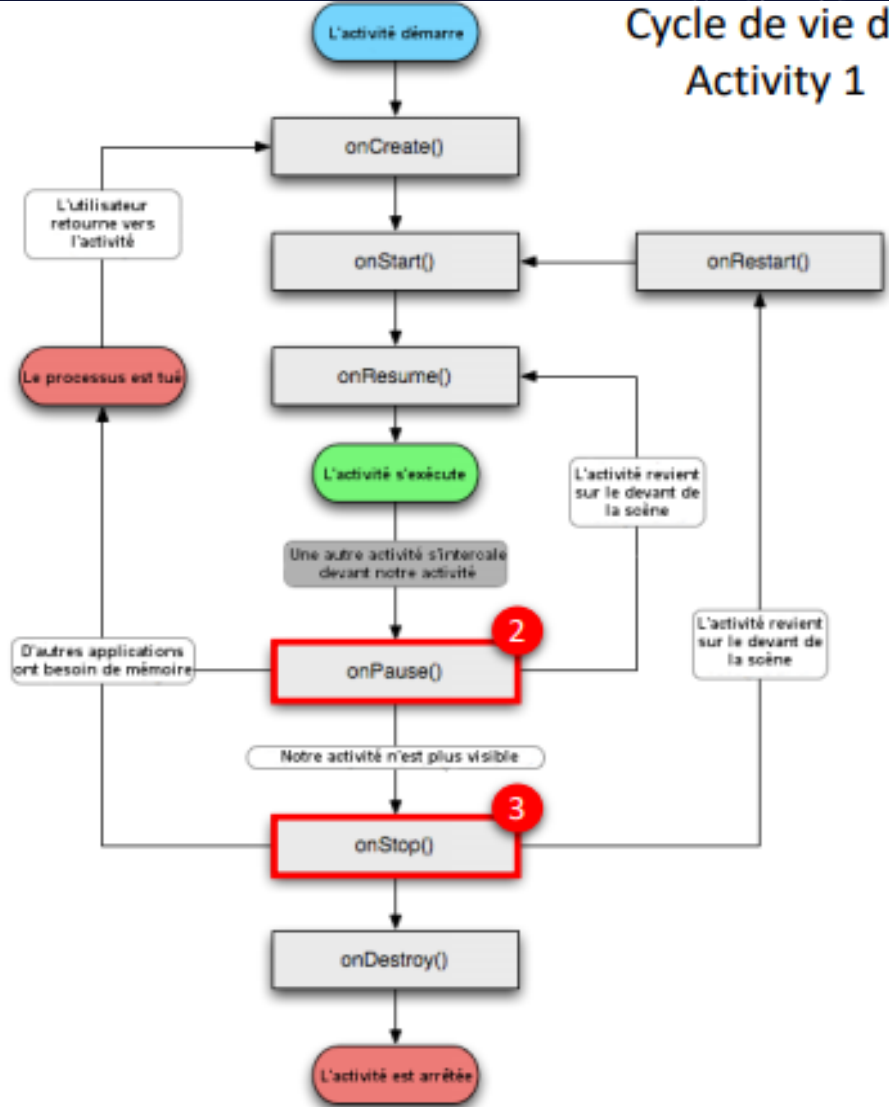 Cycle de vie d
Activity 1
L'activité démarre
onCreate()
L'utilisateur
retourne vers
l'activité
onStart()
onRestart()
Le processus est tué
onResume()
L'activité s'exécute
L'activité revient
sur le devant de
la scène
Une autre activité s'intercale
devant notre activité
2
D'autres applications
ont besoin de mémoire
onPause()
L'activité revient
sur le devant de
la scène
Notre activité n'est plus visible
3
onStop()
onDestroy()
L'activité est arrêtée